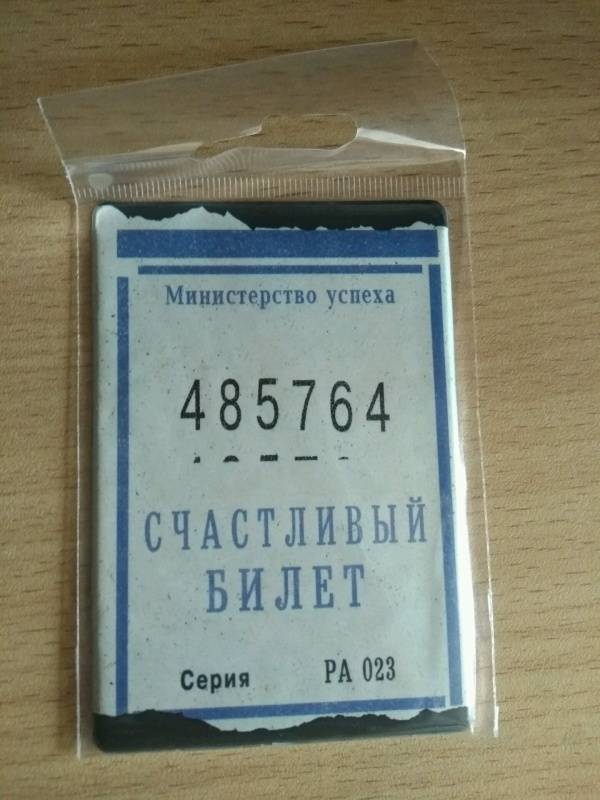 Министерство успеха
485764
СЧАСТЛИВЫЙ
БИЛЕТ
Серия РА 023